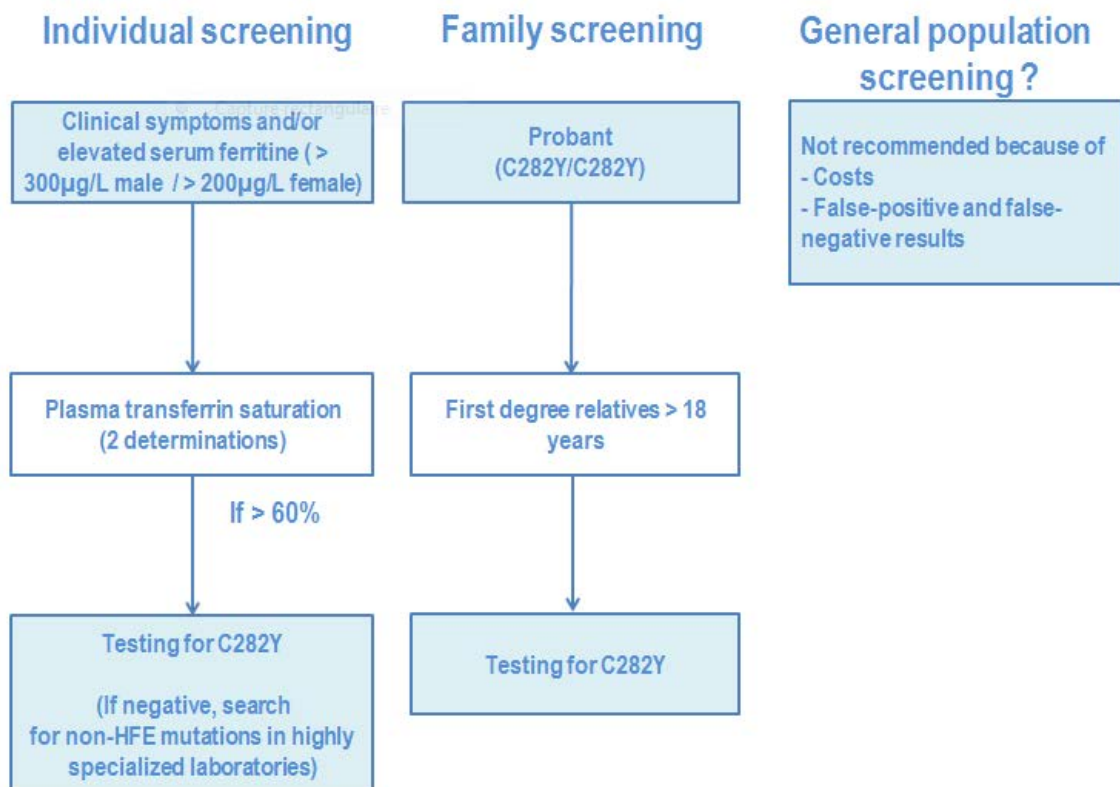 Individual screening
Clinical symptoms and/or
elevated serum ferritine ( >
300µg/L male / > 200µg/L female)
Plasma transferrin saturation
(2 determinations)
If > 60%
Testing for C282Y
(If negative, search
for non-HFE mutations in highly
specialized laboratories)
Family screening
Probant
(C282Y/C282Y)
First degree relatives > 18
years
Testing for C282Y
General population
screening ?
Not recommended because of
- Costs
- False-positive and false-
negative results
Capture rectangulaire